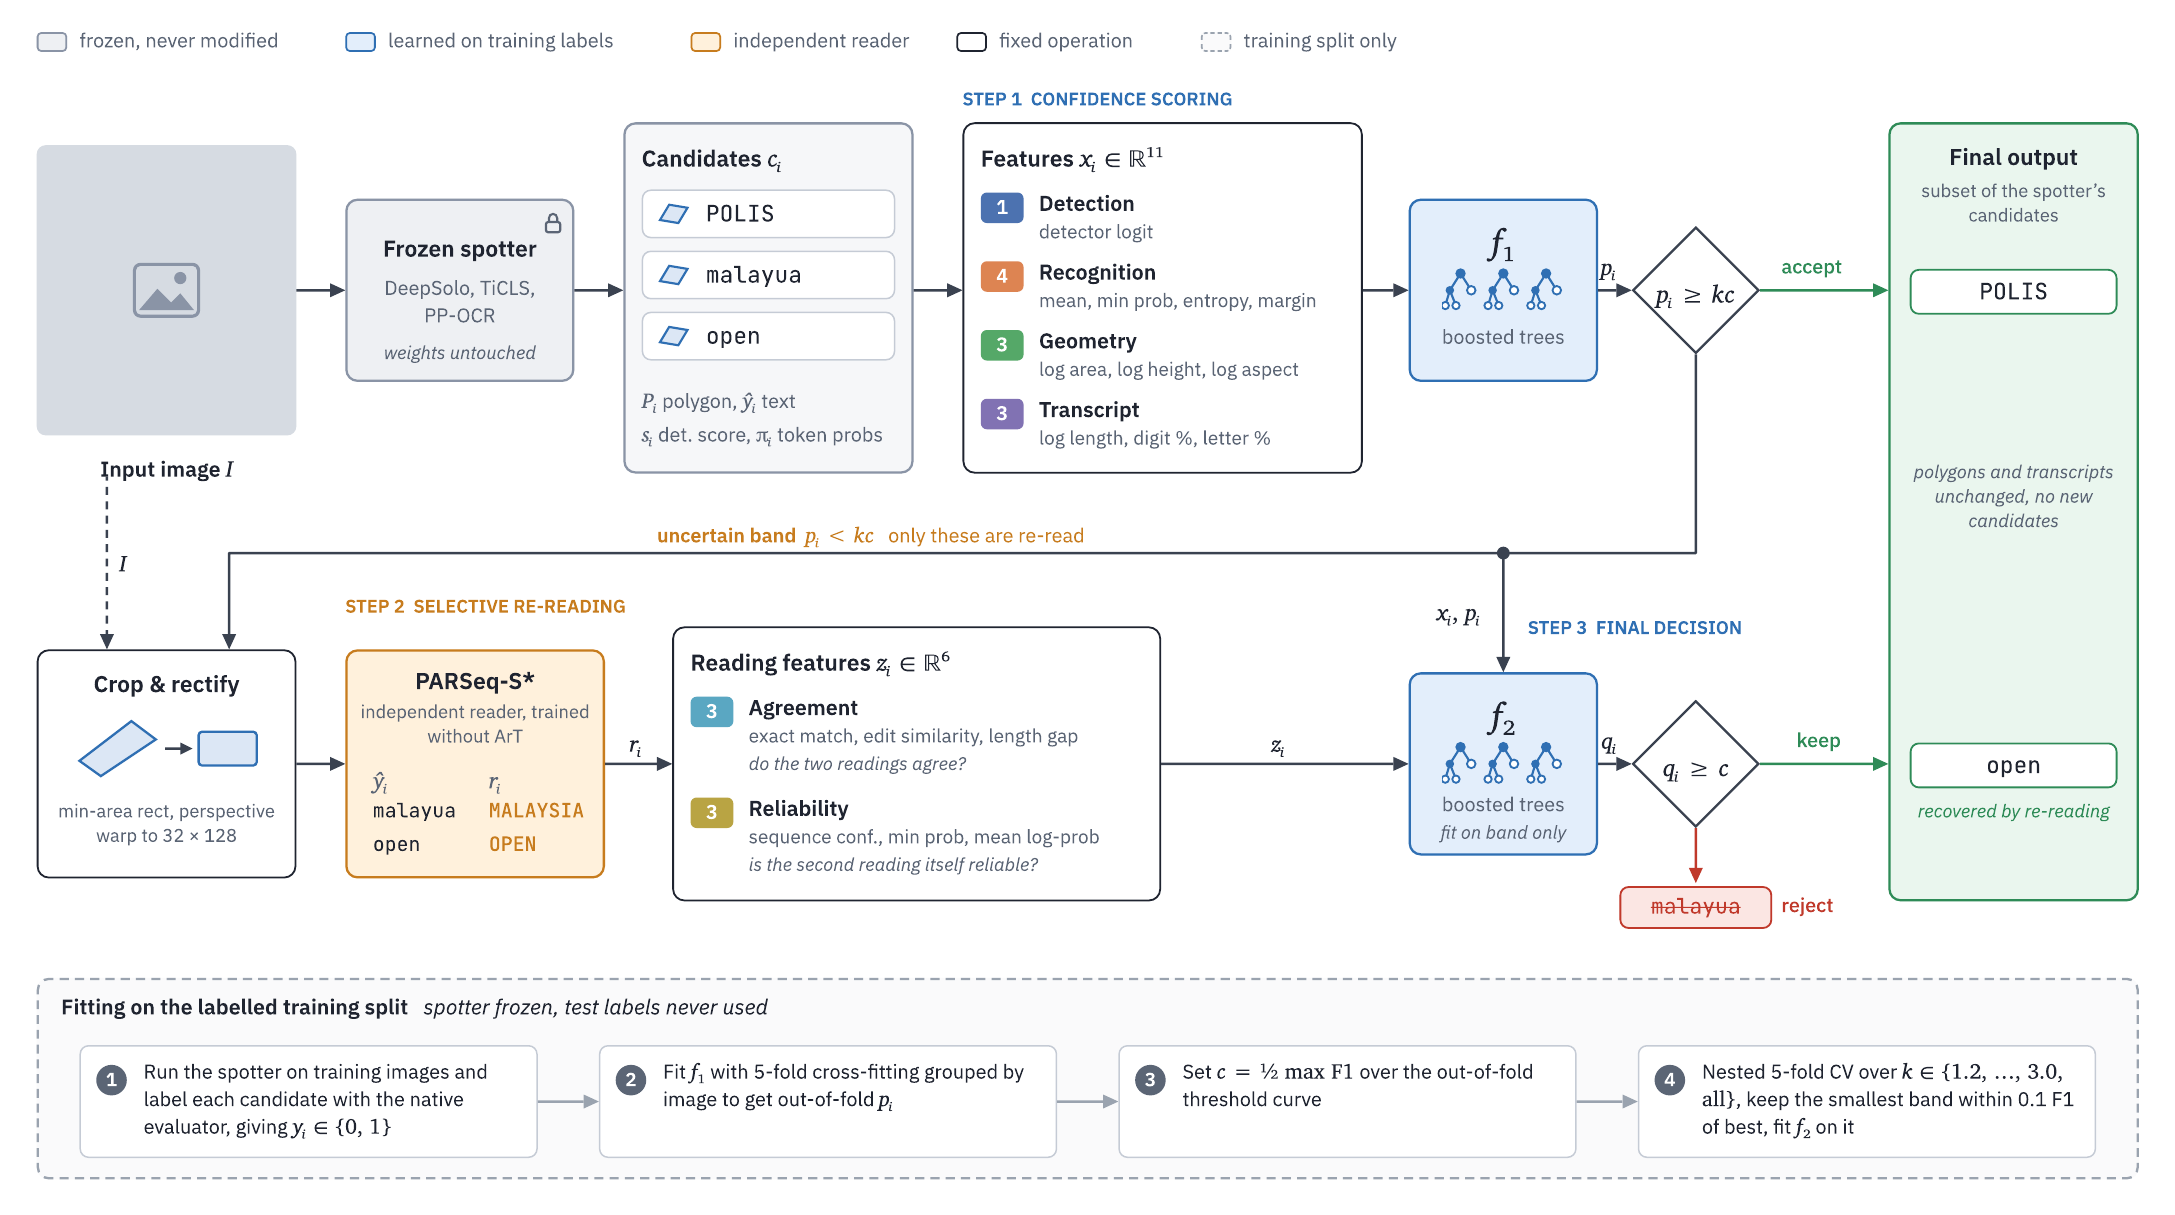 frozen, never modified
learned on training labels
independent reader
fixed operation
training split only
STEP 1 CONFIDENCE SCORING
Input image I
Frozen spotter
DeepSolo, TiCLS,
PP-OCR
weights untouched
Candidates cᵢ
POLIS
malayua
open
Pᵢ polygon, ŷᵢ text
sᵢ det. score, πᵢ token probs
Features xᵢ ∈ ℝ¹¹
1 Detection
detector logit
4 Recognition
mean, min prob, entropy, margin
3 Geometry
log area, log height, log aspect
3 Transcript
log length, digit %, letter %
f₁
boosted trees
pᵢ
pᵢ ≥ kc
accept
Final output
subset of the spotter’s
candidates
POLIS
polygons and transcripts
unchanged, no new
candidates
open
recovered by re-reading
uncertain band pᵢ < kc only these are re-read
I
STEP 2 SELECTIVE RE-READING
Crop & rectify
min-area rect, perspective
warp to 32 × 128
PARSeq-S*
independent reader, trained
without ArT
ŷᵢ rᵢ
malayua MALAYSIA
open OPEN
rᵢ
Reading features zᵢ ∈ ℝ⁶
3 Agreement
exact match, edit similarity, length gap
do the two readings agree?
3 Reliability
sequence conf., min prob, mean log-prob
is the second reading itself reliable?
zᵢ
xᵢ, pᵢ
STEP 3 FINAL DECISION
f₂
boosted trees
fit on band only
qᵢ
qᵢ ≥ c
keep
malayua reject
Fitting on the labelled training split spotter frozen, test labels never used
1 Run the spotter on training images and
label each candidate with the native
evaluator, giving yᵢ ∈ {0, 1}
2 Fit f₁ with 5-fold cross-fitting grouped by
image to get out-of-fold pᵢ
3 Set c = ½ max F1 over the out-of-fold
threshold curve
4 Nested 5-fold CV over k ∈ {1.2, …, 3.0,
all}, keep the smallest band within 0.1 F1
of best, fit f₂ on it